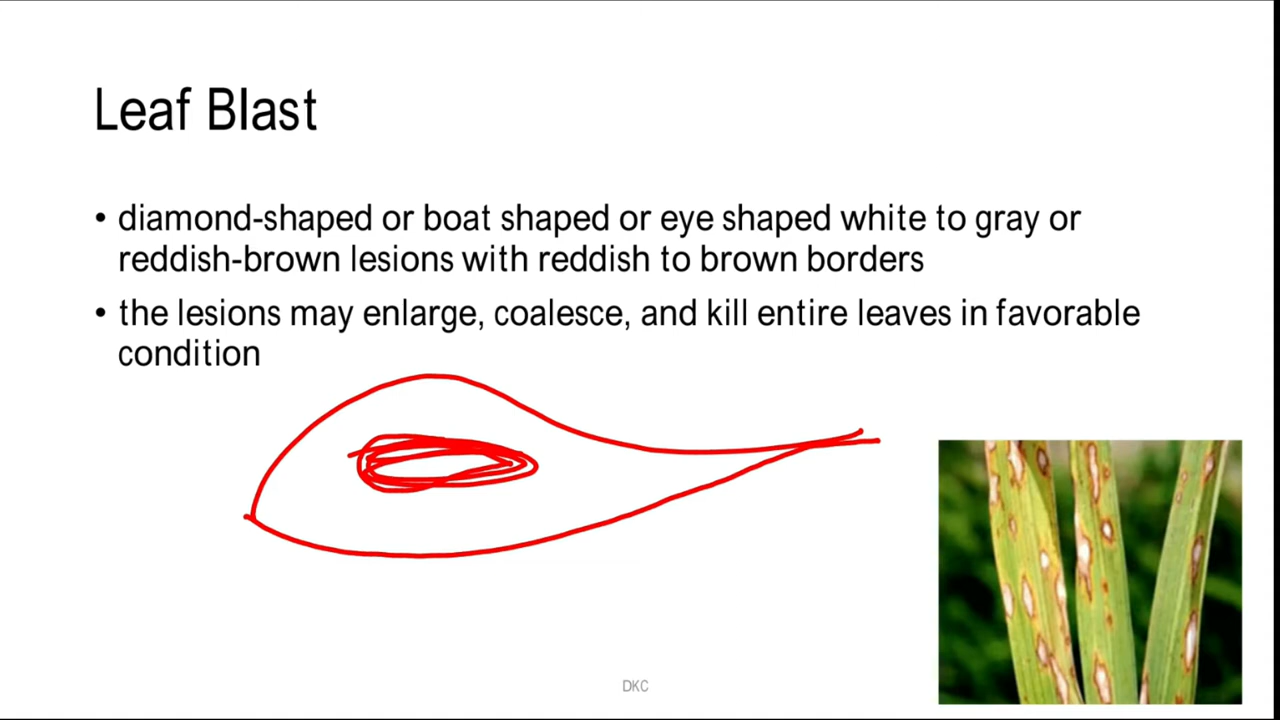 Leaf Blast
• diamond-shaped or boat shaped or eye shaped white to gray or
reddish-brown lesions with reddish to brown borders
• the lesions may enlarge, coalesce, and kill entire leaves in favorable
condition
DKC